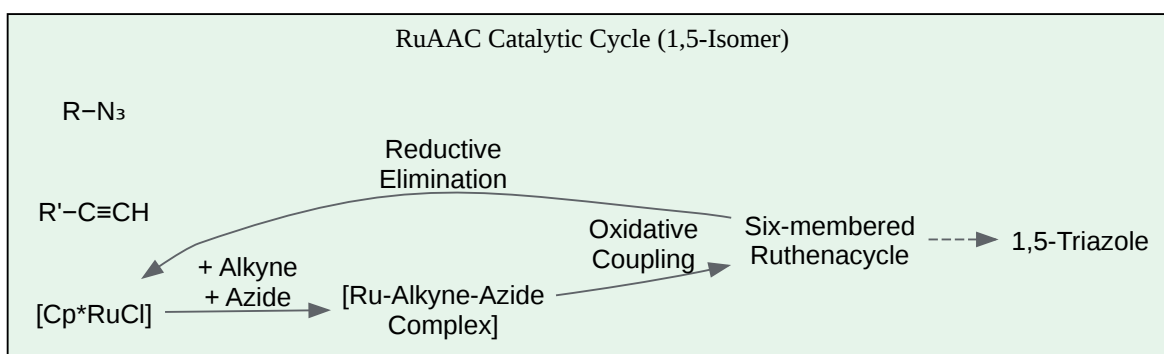 RuAAC Catalytic Cycle (1,5-Isomer)
R−N₃
Reductive
Elimination
R'−C≡CH
Oxidative
Coupling
Six-membered
Ruthenacycle
1,5-Triazole
+ Alkyne
+ Azide
[Cp*RuCl]
[Ru-Alkyne-Azide
Complex]